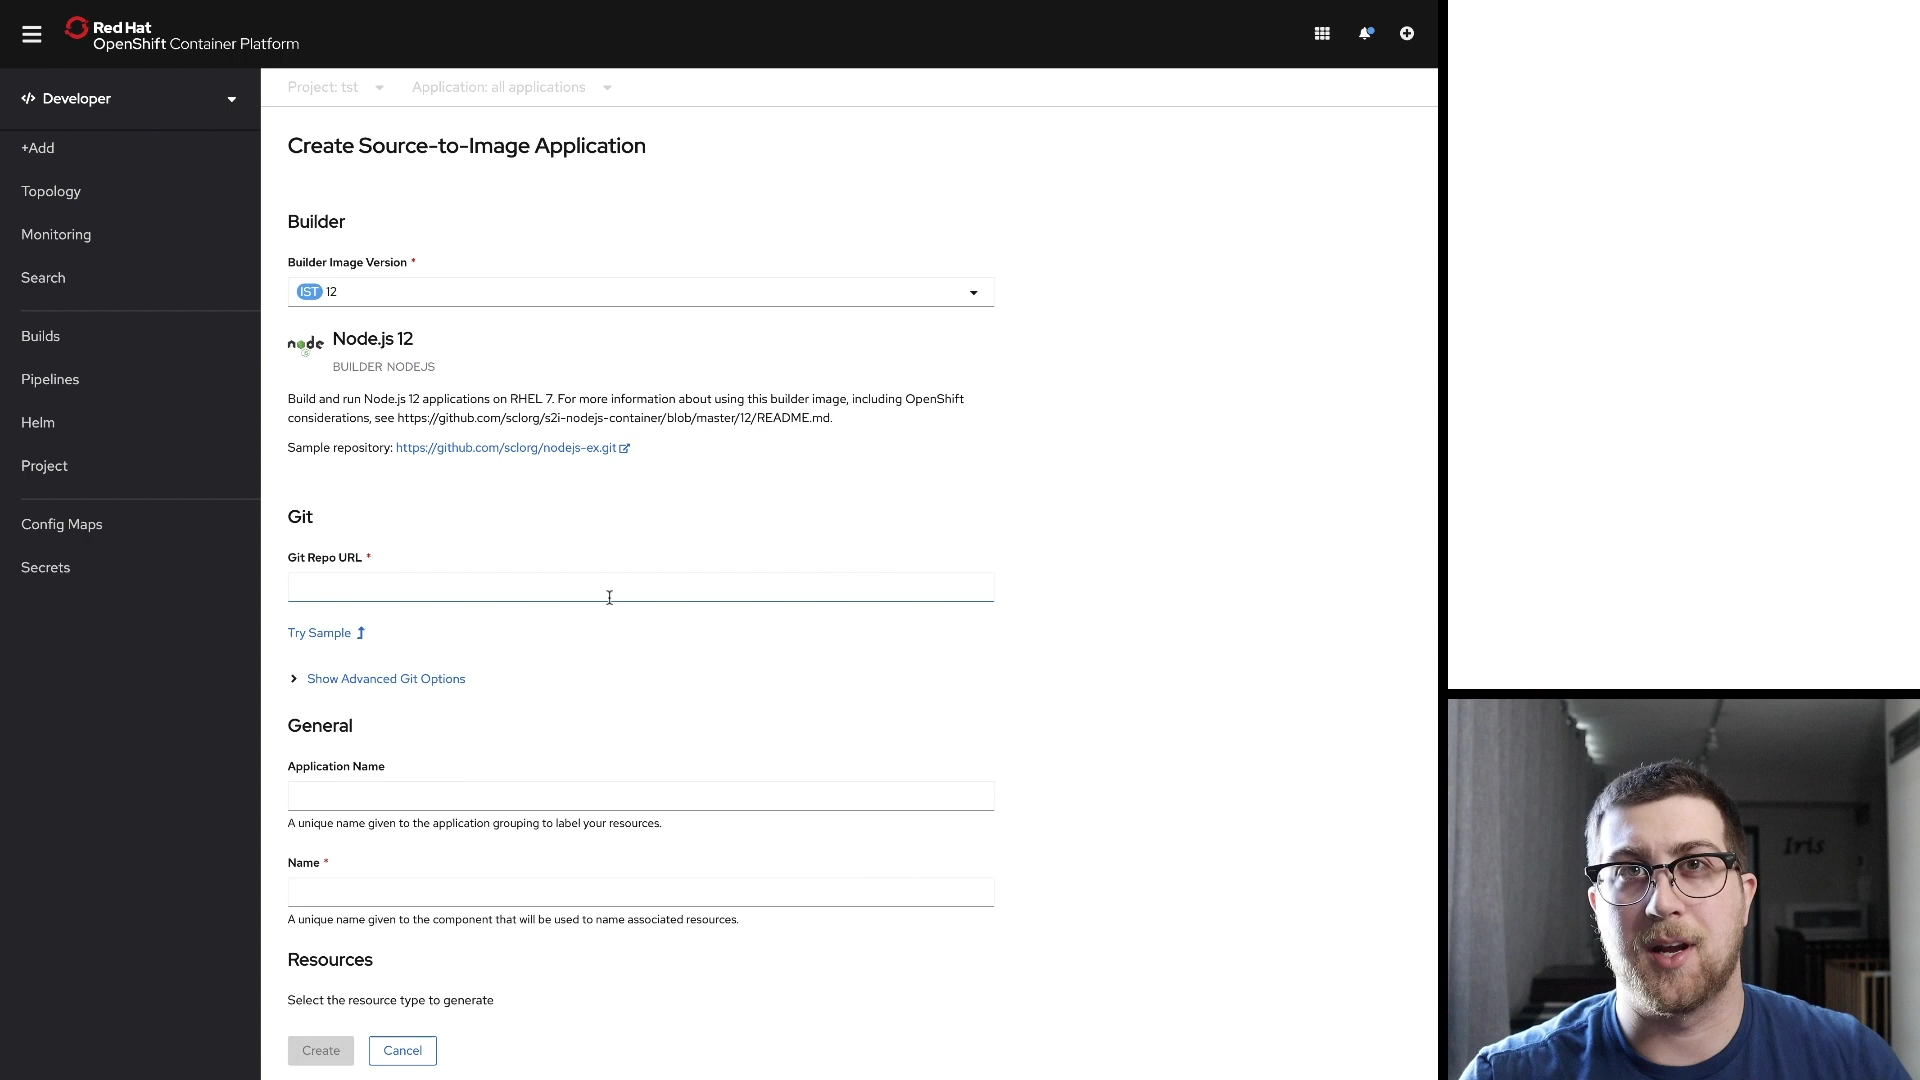 Red Hat
OpenShift Container Platform
Developer
+Add
Topology
Monitoring
Search
Builds
Pipelines
Helm
Project
Config Maps
Secrets
Project: tst
Application: all applications
Create Source-to-Image Application
Builder
Builder Image Version *
IST 12
node
Node.js 12
BUILDER NODEJS
Build and run Node.js 12 applications on RHEL 7. For more information about using this builder image, including OpenShift
considerations, see https://github.com/sclorg/s2i-nodejs-container/blob/master/12/README.md.
Sample repository: https://github.com/sclorg/nodejs-ex.git
Git
Git Repo URL *
Try Sample
Show Advanced Git Options
General
Application Name
A unique name given to the application grouping to label your resources.
Name *
A unique name given to the component that will be used to name associated resources.
Resources
Select the resource type to generate
Create
Cancel
Iris